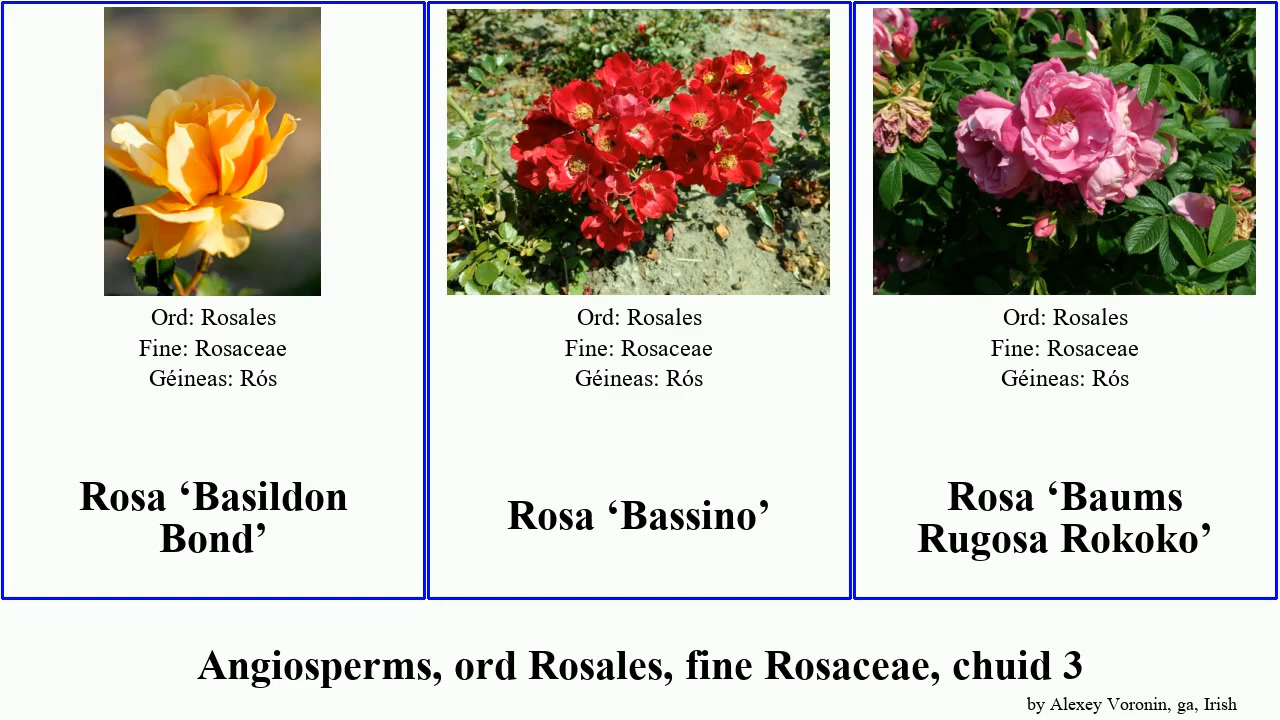 Ord: Rosales
Fine: Rosaceae
Géineas: Rós
Rosa ‘Basildon
Bond’
Ord: Rosales
Fine: Rosaceae
Géineas: Rós
Rosa ‘Bassino’
Ord: Rosales
Fine: Rosaceae
Géineas: Rós
Rosa ‘Baums
Rugosa Rokoko’
Angiosperms, ord Rosales, fine Rosaceae, chuid 3
by Alexey Voronin, ga, Irish